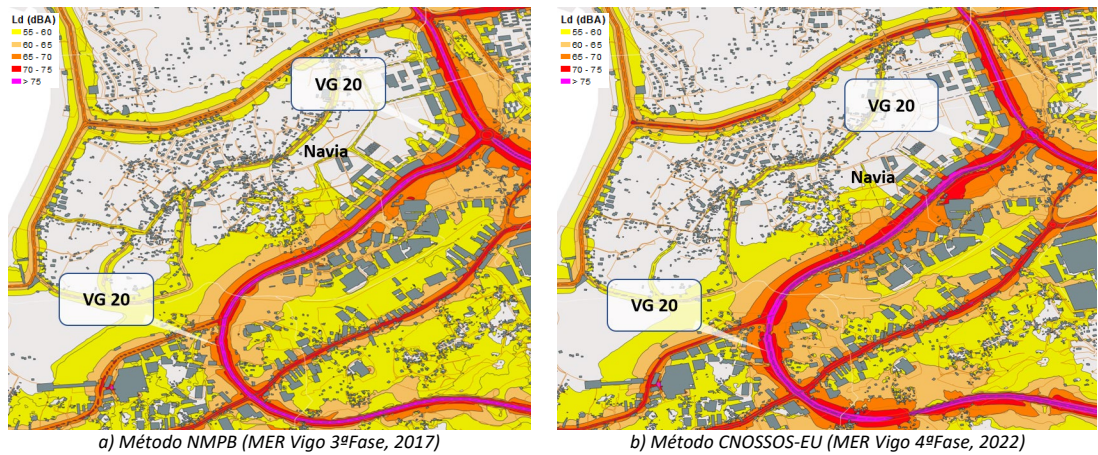 Ld (dBA)
55 - 60
60 - 65
65 - 70
70 - 75
> 75
VG 20
Navia
VG 20
a) Método NMPB (MER Vigo 3ªFase, 2017)
Ld (dBA)
55 - 60
60 - 65
65 - 70
70 - 75
> 75
VG 20
Navia
VG 20
b) Método CNOSSOS-EU (MER Vigo 4ªFase, 2022)